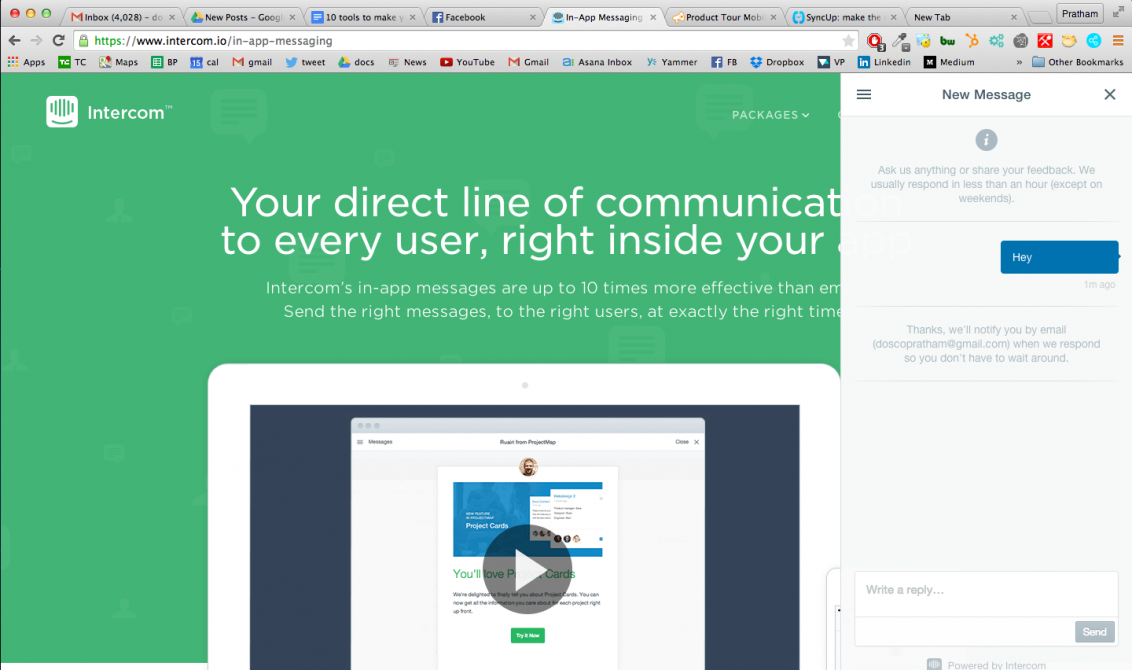 Inbox (4,028) – do
New Posts – Googl
10 tools to make y
Facebook
In-App Messaging
Product Tour Mobi
SyncUp: make the
New Tab
Pratham
https://www.intercom.io/in-app-messaging
Apps
TC
Maps
BP
cal
gmail
tweet
docs
News
YouTube
Gmail
Asana Inbox
Yammer
FB
Dropbox
VP
Linkedin
Medium
»
Other Bookmarks
Intercom™
PACKAGES
Your direct line of communication
to every user, right inside your app
Intercom's in-app messages are up to 10 times more effective than em
Send the right messages, to the right users, at exactly the right time
Messages
Ruairi from ProjectMap
Close
NEW FEATURE
IN PROJECTMAP
Project Cards
You'll love Project Cards
We're delighted to finally tell you about Project Cards. You can
now get all the information you care about for each project right
up front.
Try It Now
New Message
Ask us anything or share your feedback. We
usually respond in less than an hour (except on
weekends).
Hey
1m ago
Thanks, we'll notify you by email
(doscopratham@gmail.com) when we respond
so you don't have to wait around.
Write a reply…
Send
Powered by Intercom